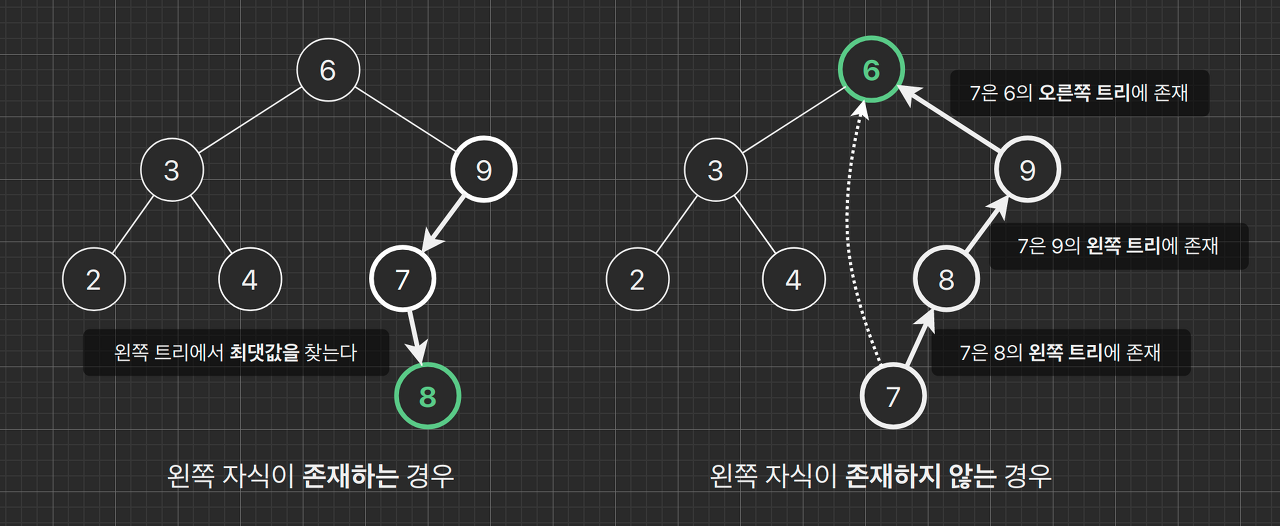 6
3
9
2
4
7
왼쪽 트리에서 최댓값을 찾는다
8
왼쪽 자식이 존재하는 경우
6
7은 6의 오른쪽 트리에 존재
3
9
7은 9의 왼쪽 트리에 존재
2
4
8
7은 8의 왼쪽 트리에 존재
7
왼쪽 자식이 존재하지 않는 경우